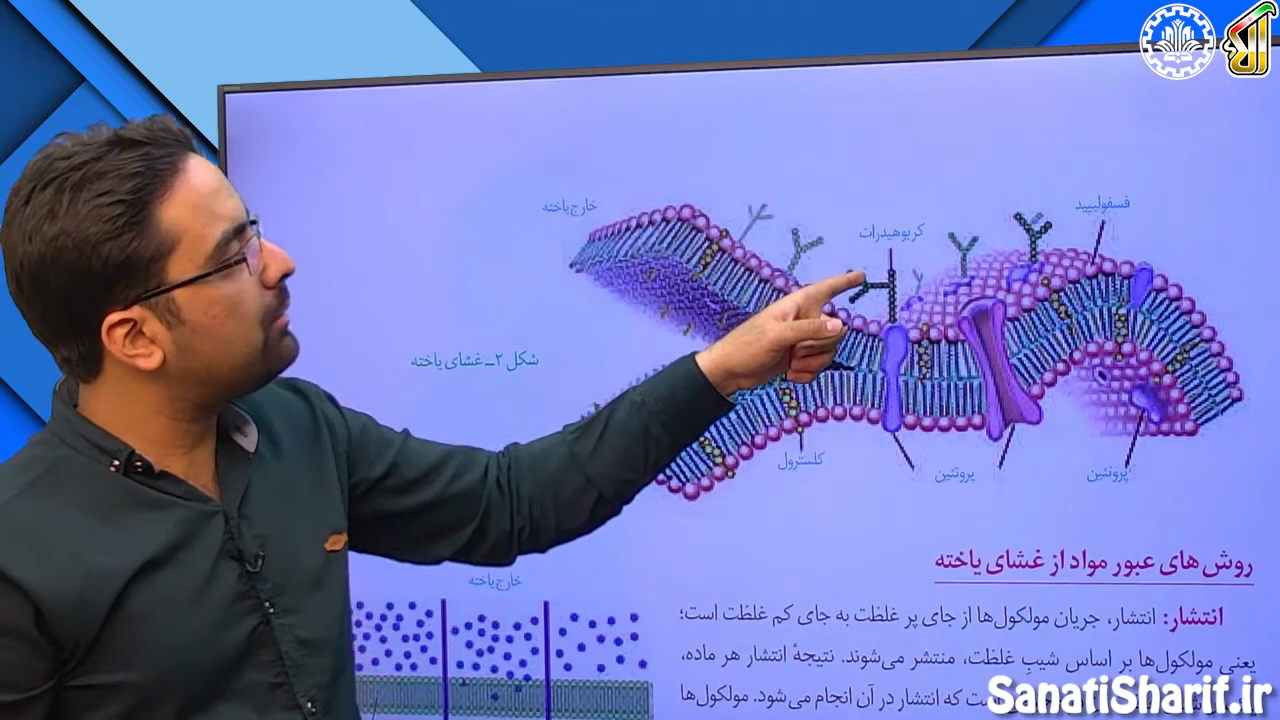 آلاء
فسفولیپید
کربوهیدرات
خارج یاخته
شکل ۲ـ غشای یاخته
کلسترول
پروتئین
پروتئین
روش های عبور مواد از غشای یاخته
انتشار: انتشار، جریان مولکول‌ها از جای پر غلظت به جای کم غلظت است؛
یعنی مولکول‌ها بر اساس شیبِ غلظت، منتشر می‌شوند. نتیجهٔ انتشار هر ماده،
است که انتشار در آن انجام می‌شود. مولکول‌ها
خارج یاخته
SanatiSharif.ir